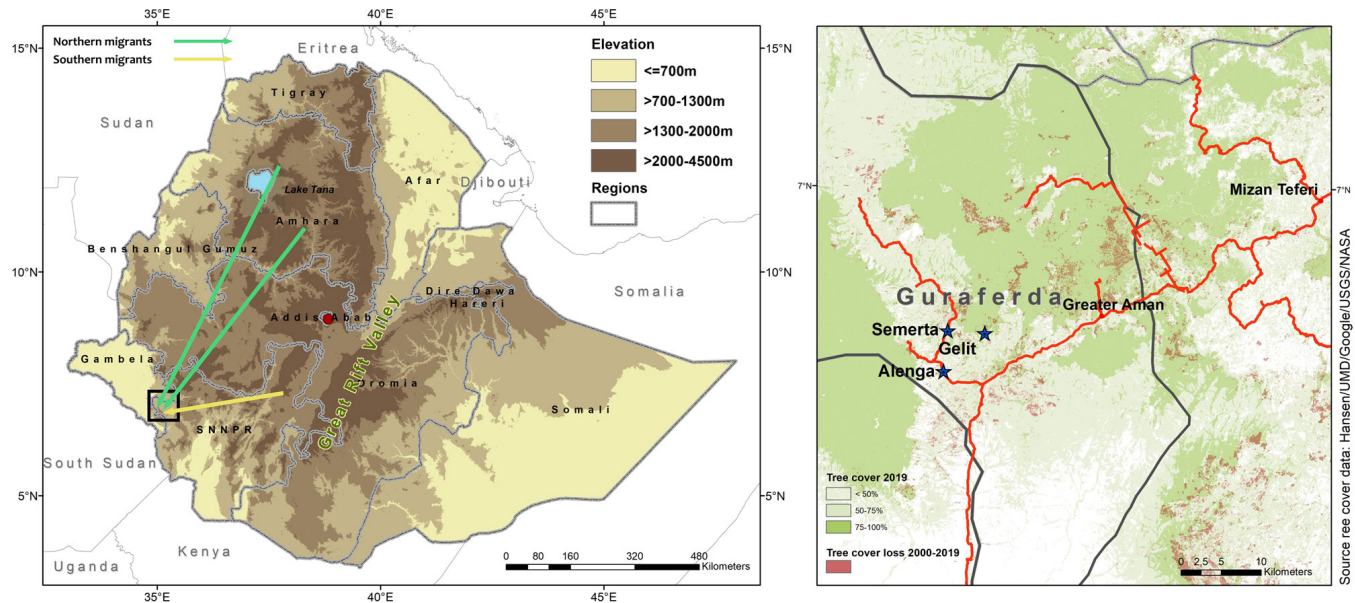 35°E
40°E
45°E
15°N
Northern migrants
Southern migrants
Eritrea
Elevation
<=700m
>700-1300m
>1300-2000m
>2000-4500m
Regions
Tigray
Sudan
Lake Tana
Afar
Djibouti
Amhara
Benshangul Gumuz
10°N
Dire Dawa
Hareri
Somalia
Addis Abab
Gambela
Great Rift Valley
Oromia
Somali
SNNPR
South Sudan
5°N
Kenya
Uganda
0 80 160 320 480
Kilometers
35°E
40°E
45°E
7°N
7°N
Mizan Teferi
Guraferda
Greater Aman
Semerta
Gelit
Alenga
Tree cover 2019
< 50%
50-75%
75-100%
Tree cover loss 2000-2019
0 2,5 5 10
Kilometers
Source ree cover data: Hansen/UMD/Google/USGS/NASA